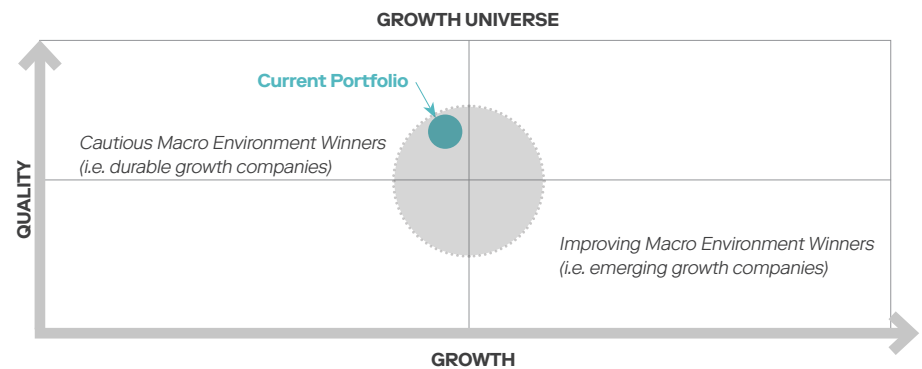 GROWTH UNIVERSE
Current Portfolio
Cautious Macro Environment Winners
(i.e. durable growth companies)
QUALITY
Improving Macro Environment Winners
(i.e. emerging growth companies)
GROWTH